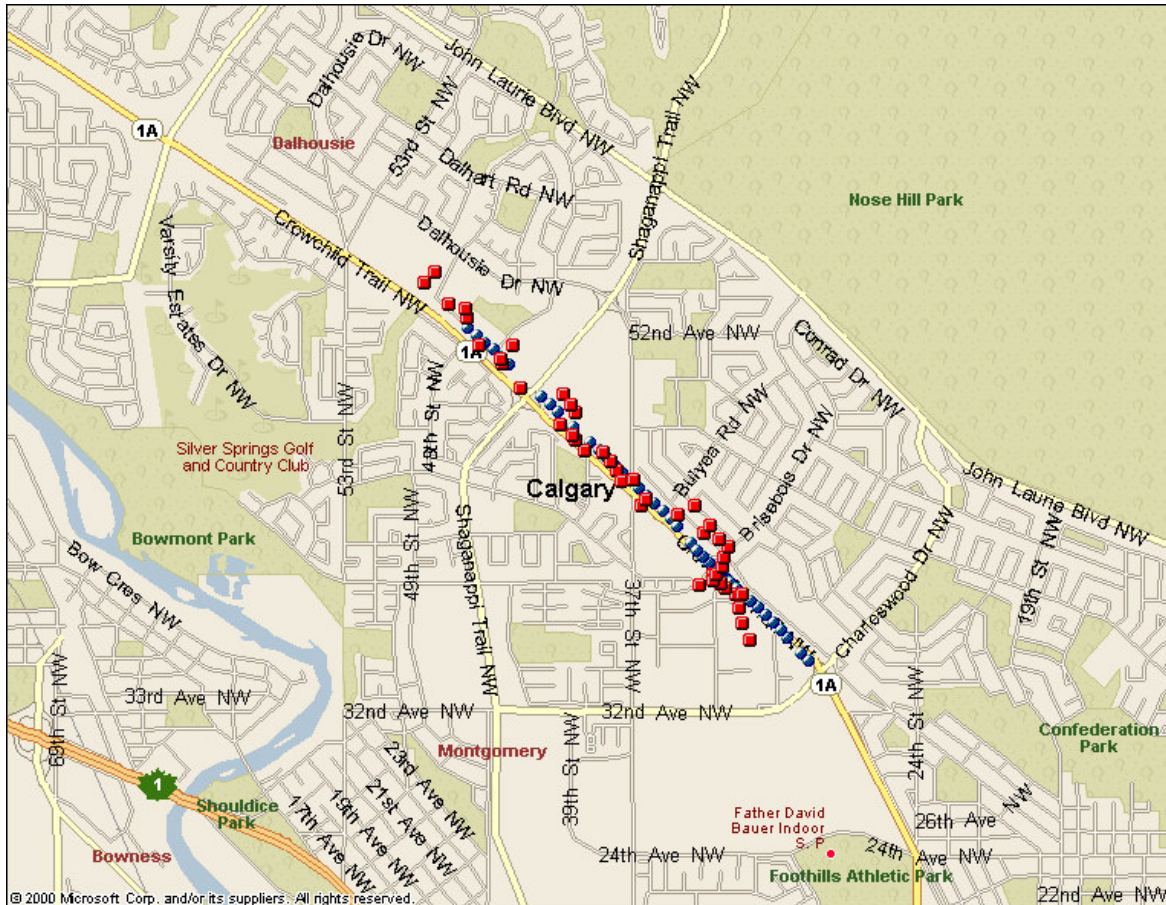 Dalhousie Dr NW
John Laurie Blvd NW
Shaganappi Trail NW
53rd St NW
1A
Dalhousie
Dalhart Rd NW
Nose Hill Park
Varsity Estates Dr NW
Crowchild Trail NW
Dalhousie Dr NW
52nd Ave NW
Conrad Dr NW
1A
48th St NW
53rd St NW
Silver Springs Golf
and Country Club
Bulyea Rd NW
Brisebois Dr NW
Calgary
John Laurie Blvd NW
Bowmont Park
Shaganappi Trail NW
49th St NW
Bow Cres NW
37th St NW
Charleswood Dr NW
19th St NW
1A
69th St NW
33rd Ave NW
32nd Ave NW
32nd Ave NW
24th St NW
Montgomery
39th St NW
23rd Ave NW
21st Ave NW
19th Ave NW
17th Ave NW
Confederation
Park
1
Shouldice
Park
Bowness
Father David
Bauer Indoor
S. P
26th Ave NW
24th Ave NW
24th Ave NW
Foothills Athletic Park
22nd Ave NW
© 2000 Microsoft Corp. and/or its suppliers. All rights reserved.